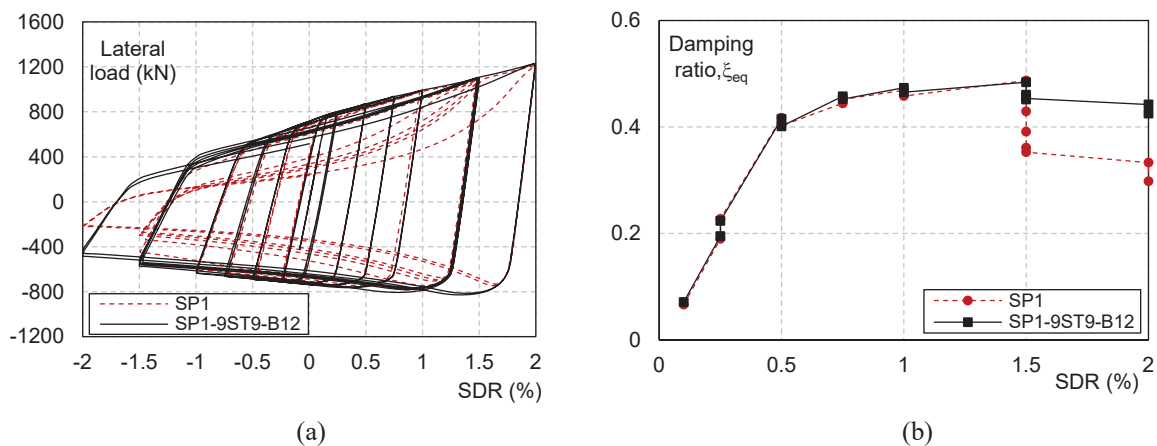 1600
1200
800
400
0
-400
-800
-1200
Lateral
load (kN)
SP1
SP1-9ST9-B12
-2 -1.5 -1 -0.5 0 0.5 1 1.5 2
SDR (%)
(a)
0.6
0.4
0.2
0
Damping
ratio,ξeq
SP1
SP1-9ST9-B12
0 0.5 1 1.5 2
SDR (%)
(b)